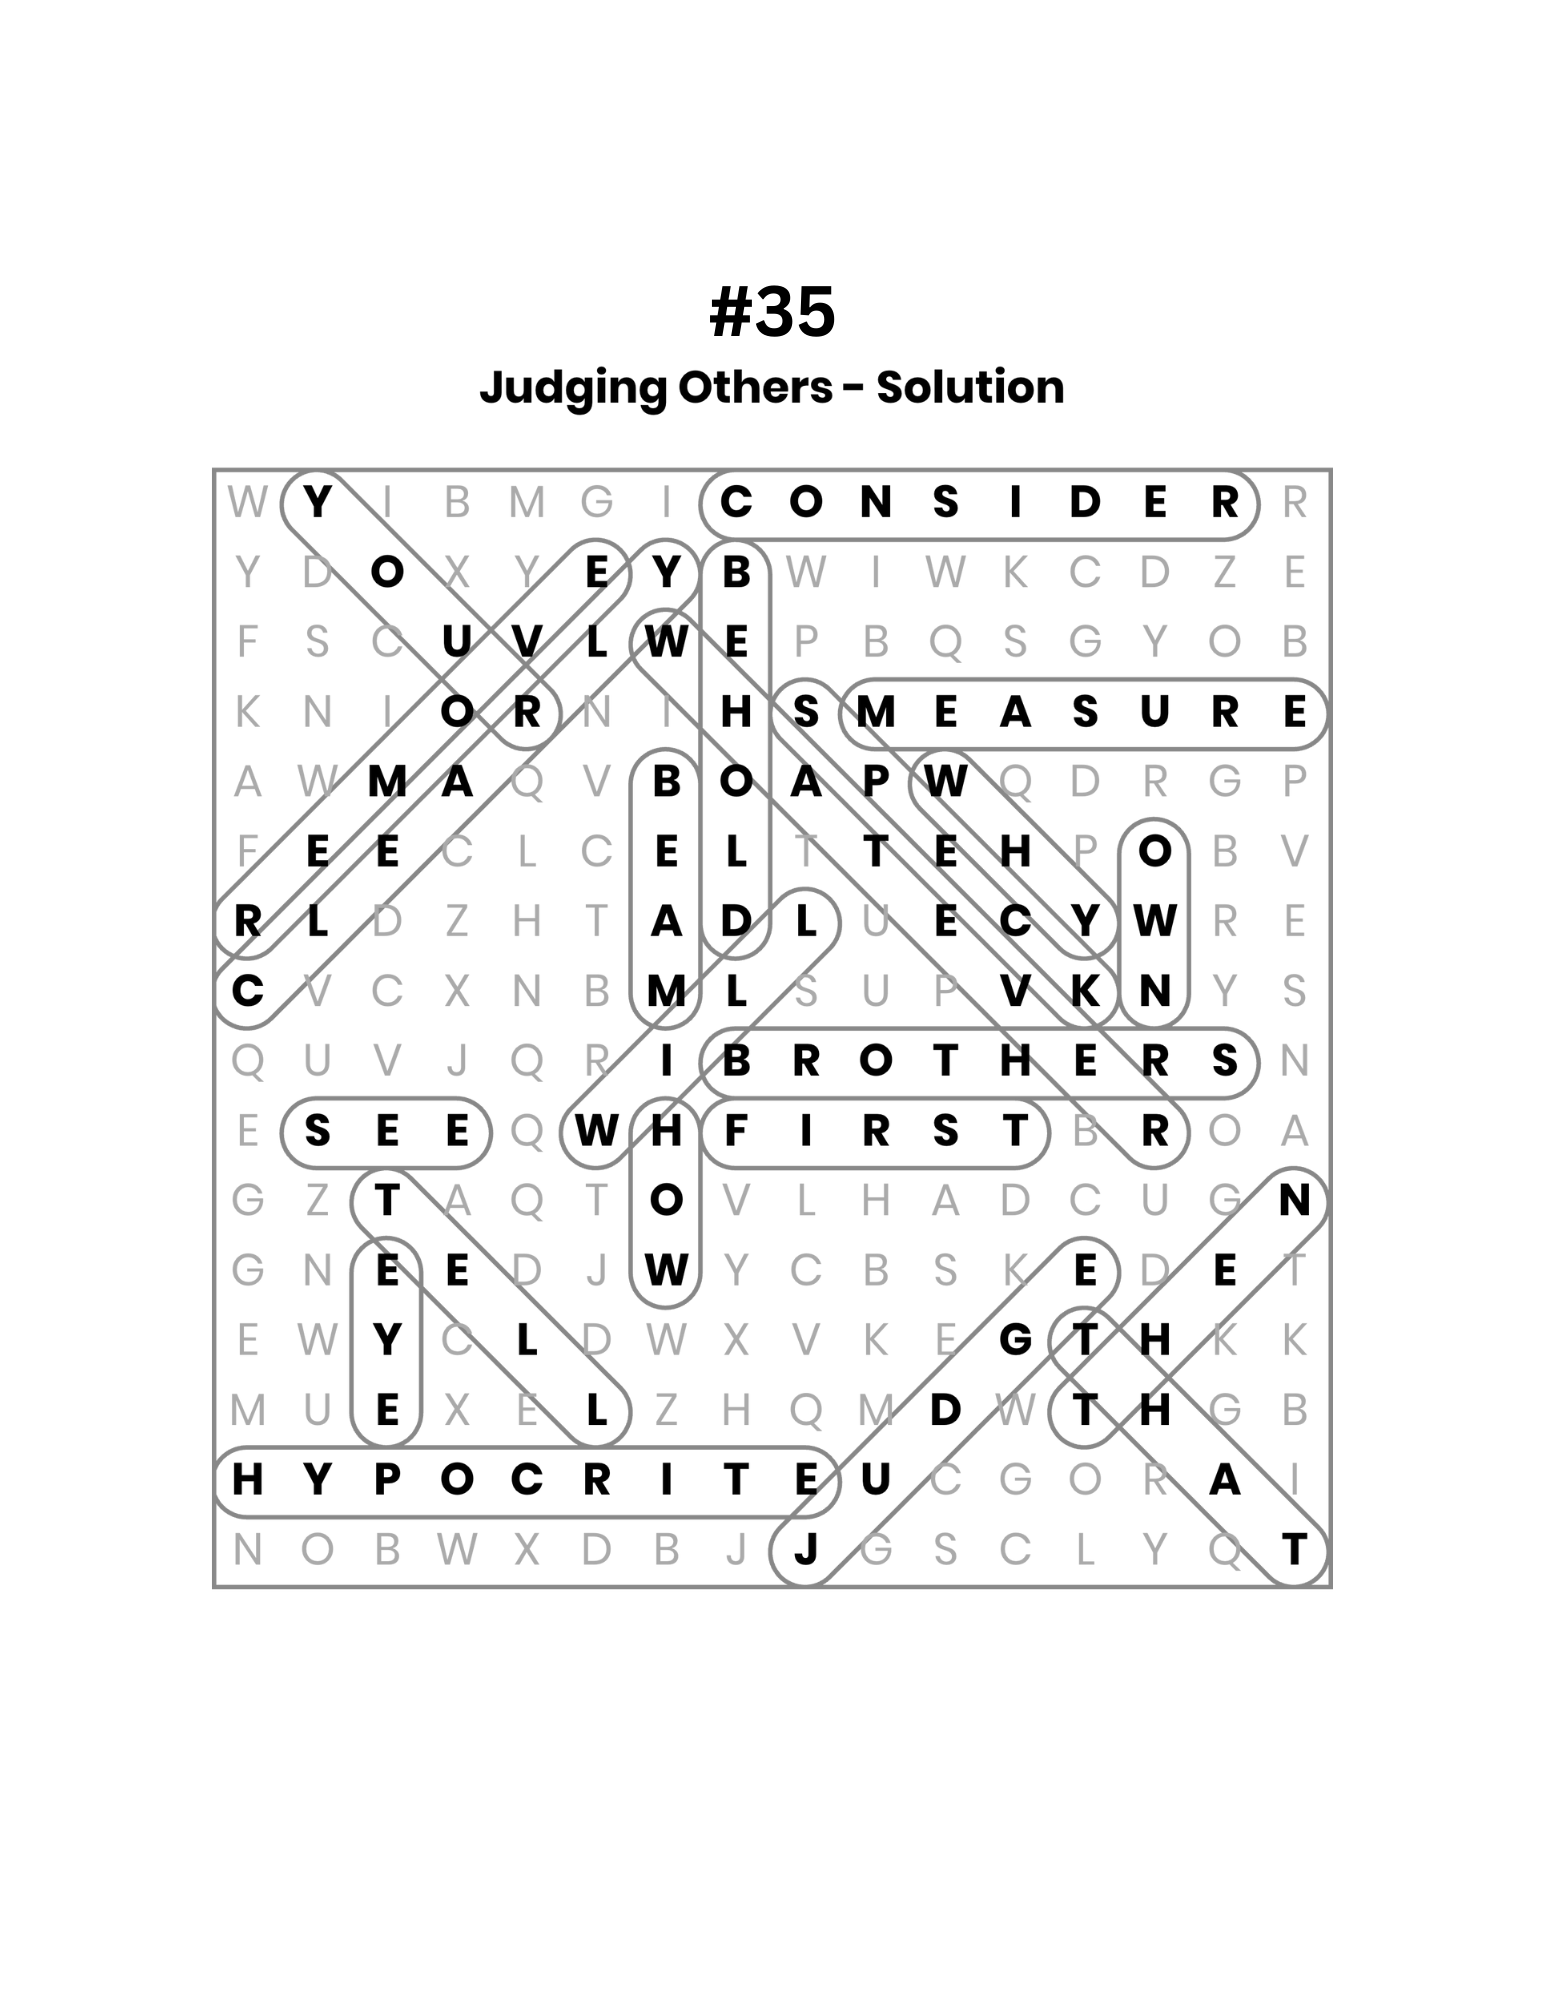 #35
Judging Others - Solution
W Y I B M G I C O N S I D E R R
Y D O X Y E Y B W I W K C D Z E
F S C U V L W E P B Q S G Y O B
K N I O R N I H S M E A S U R E
A W M A Q V B O A P W Q D R G P
F E E C L C E L T T E H P O B V
R L D Z H T A D L U E C Y W R E
C V C X N B M L S U P V K N Y S
Q U V J Q R I B R O T H E R S N
E S E E Q W H F I R S T B R O A
G Z T A Q T O V L H A D C U G N
G N E E D J W Y C B S K E D E T
E W Y C L D W X V K E G T H K K
M U E X E L Z H Q M D W T H G B
H Y P O C R I T E U C G O R A I
N O B W X D B J J G S C L Y Q T